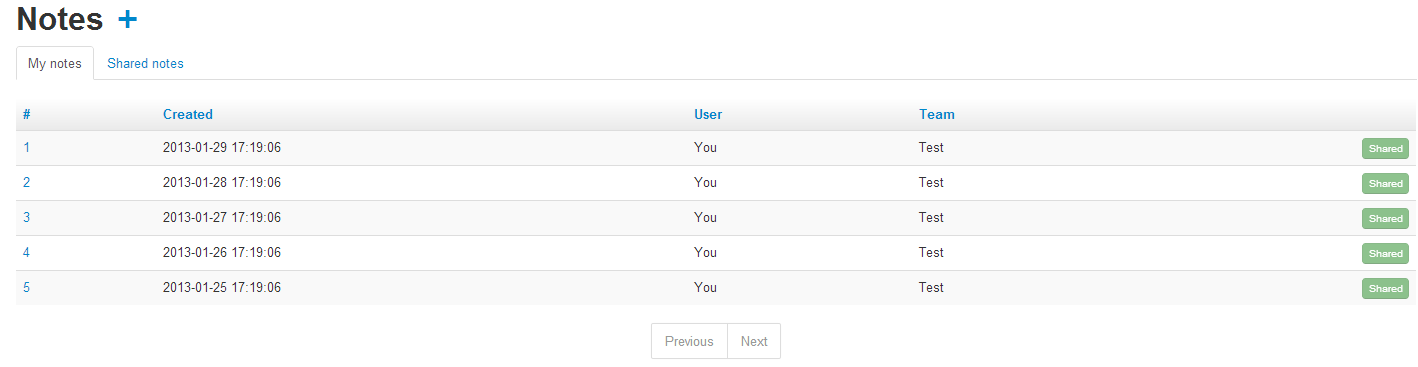 Notes +
My notes Shared notes
# Created User Team
1 2013-01-29 17:19:06 You Test Shared
2 2013-01-28 17:19:06 You Test Shared
3 2013-01-27 17:19:06 You Test Shared
4 2013-01-26 17:19:06 You Test Shared
5 2013-01-25 17:19:06 You Test Shared
Previous Next